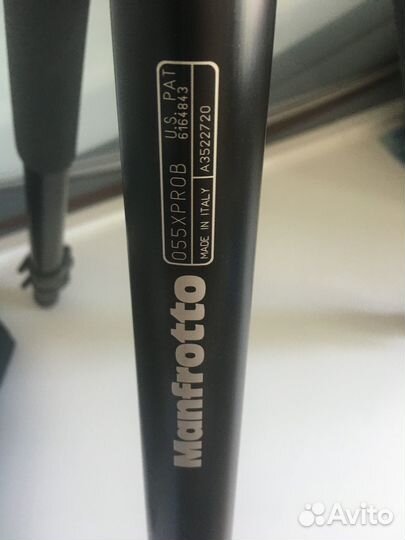 Manfrotto
055XPROB
U.S. PAT
6164843
MADE IN ITALY
A3522720
Avito